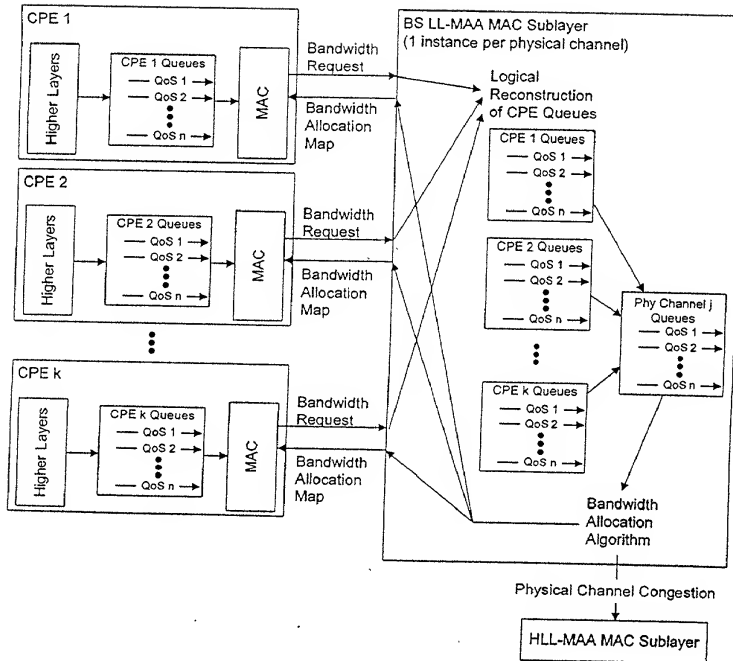 CPE 1
Higher Layers
CPE 1 Queues
QoS 1
QoS 2
QoS n
MAC
Bandwidth
Request
Bandwidth
Allocation
Map
CPE 2
Higher Layers
CPE 2 Queues
QoS 1
QoS 2
QoS n
MAC
Bandwidth
Request
Bandwidth
Allocation
Map
CPE k
Higher Layers
CPE k Queues
QoS 1
QoS 2
QoS n
MAC
Bandwidth
Request
Bandwidth
Allocation
Map
BS LL-MAA MAC Sublayer
(1 instance per physical channel)
Logical
Reconstruction
of CPE Queues
CPE 1 Queues
QoS 1
QoS 2
QoS n
CPE 2 Queues
QoS 1
QoS 2
QoS n
CPE k Queues
QoS 1
QoS 2
QoS n
Phy Channel j
Queues
QoS 1
QoS 2
QoS n
Bandwidth
Allocation
Algorithm
Physical Channel Congestion
HLL-MAA MAC Sublayer